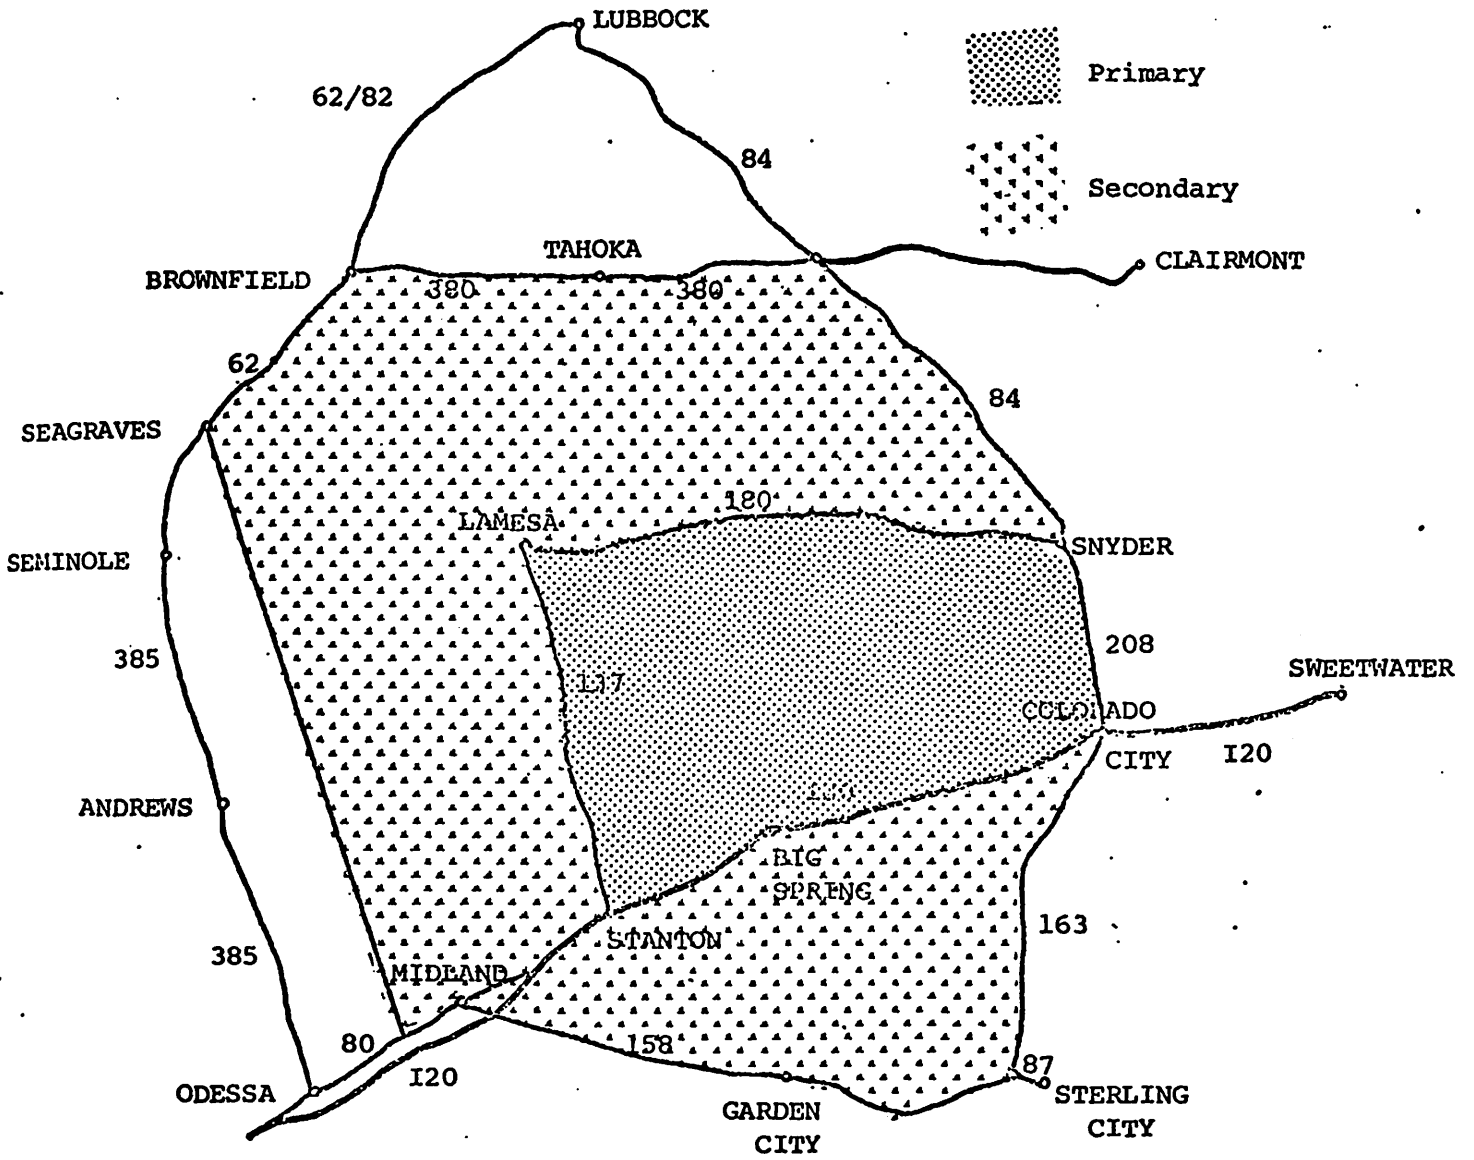 LUBBOCK
Primary
62/82
84
Secondary
TAHOKA
BROWNFIELD
CLAIRMONT
380
380
62
84
SEAGRAVES
180
LAMESA
SNYDER
SEMINOLE
208
385
SWEETWATER
137
COLORADO
CITY
I20
ANDREWS
BIG
SPRING
163
STANTON
385
MIDLAND
80
158
87
I20
ODESSA
STERLING
CITY
GARDEN
CITY